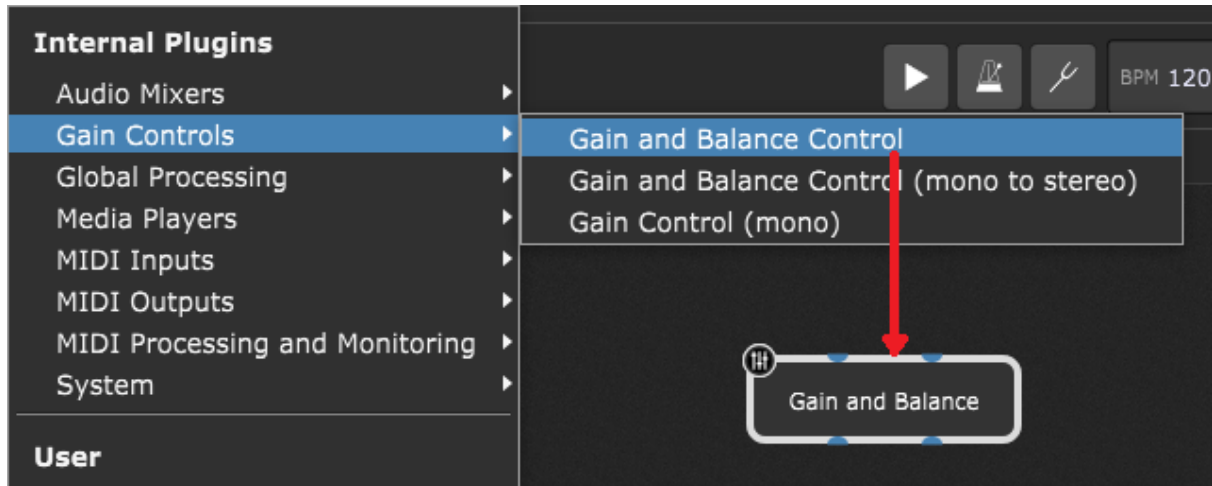 Internal Plugins
Audio Mixers
Gain Controls
Global Processing
Media Players
MIDI Inputs
MIDI Outputs
MIDI Processing and Monitoring
System
User
BPM 120
Gain and Balance Control
Gain and Balance Control (mono to stereo)
Gain Control (mono)
Gain and Balance